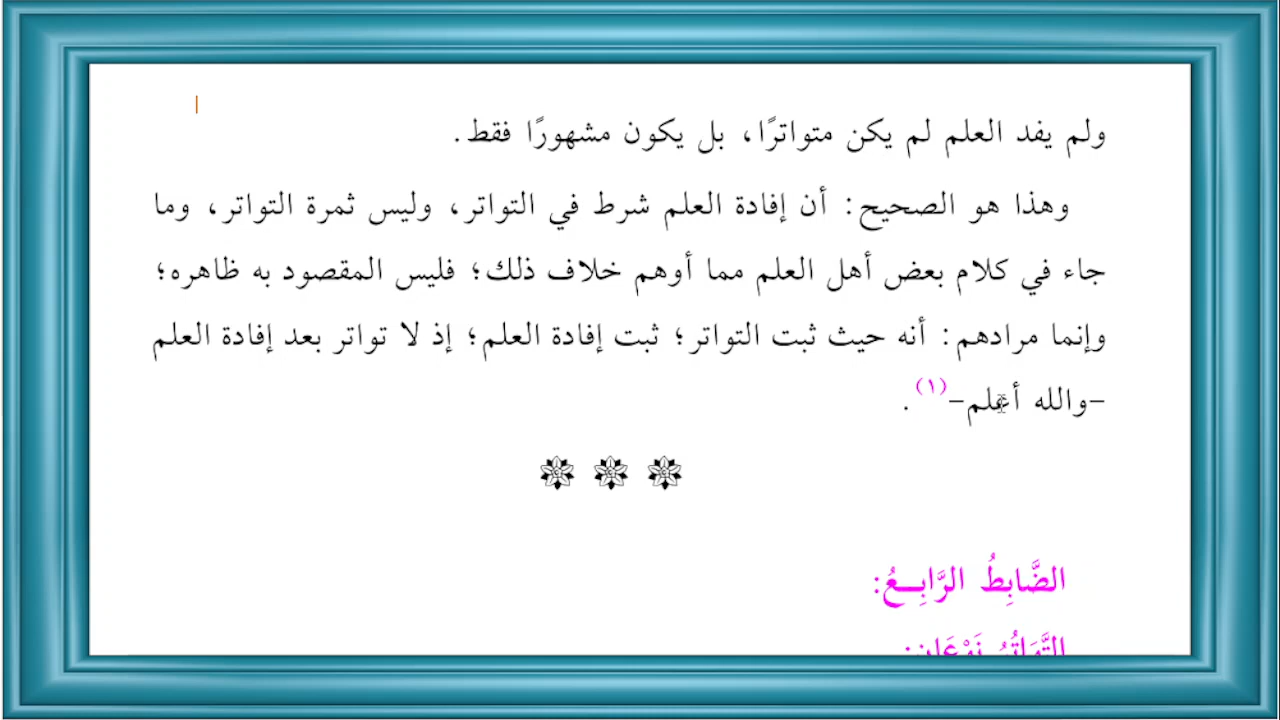 ولم يفد العلم لم يكن متواترًا، بل يكون مشهورًا فقط.
وهذا هو الصحيح: أن إفادة العلم شرط في التواتر، وليس ثمرة التواتر، وما
جاء في كلام بعض أهل العلم مما أوهم خلاف ذلك؛ فليس المقصود به ظاهره؛
وإنما مرادهم: أنه حيث ثبت التواتر؛ ثبت إفادة العلم؛ إذ لا تواتر بعد إفادة العلم
-والله أعلم-(١).
الضَّابِطُ الرَّابِـعُ:
التَّوَاتُرُ نَوْعَانِ: